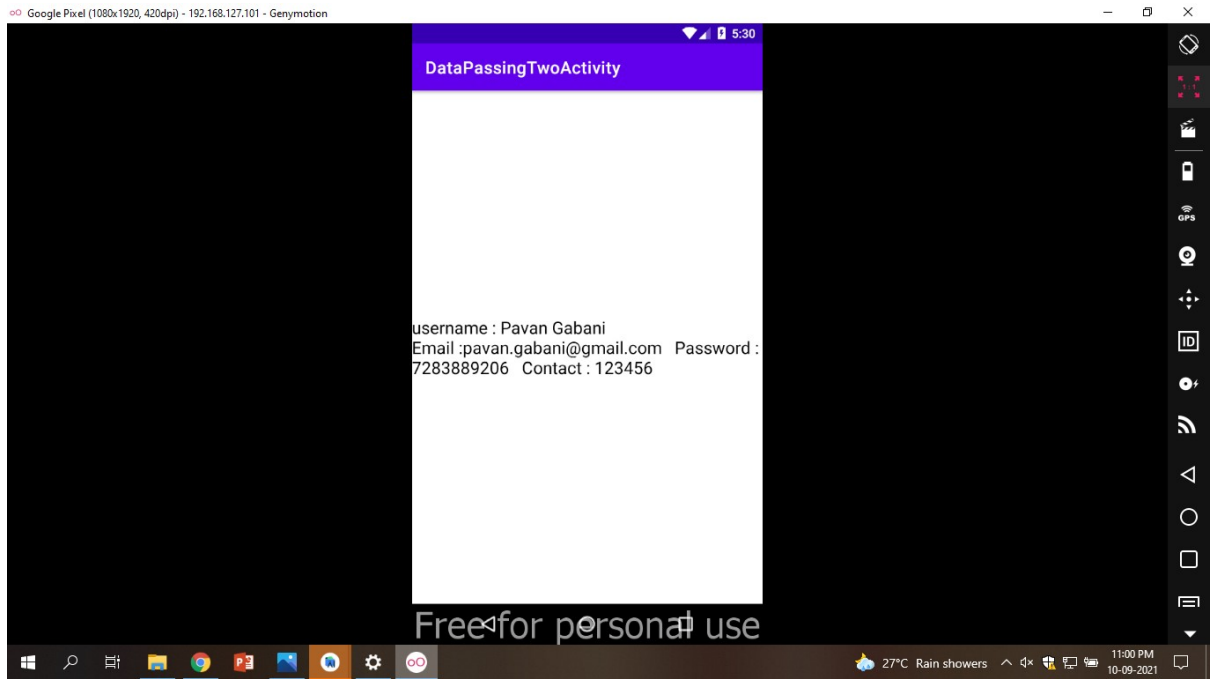 Google Pixel (1080x1920, 420dpi) - 192.168.127.101 - Genymotion
5:30
DataPassingTwoActivity
username : Pavan Gabani
Email :pavan.gabani@gmail.com   Password :
7283889206   Contact : 123456
Free for personal use
1:1
GPS
ID
27°C Rain showers
11:00 PM
10-09-2021